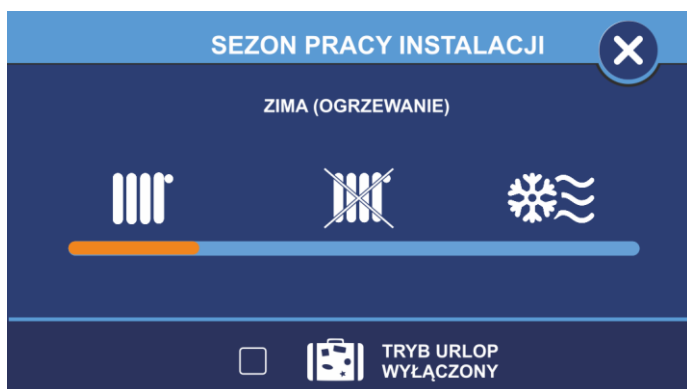 SEZON PRACY INSTALACJI
ZIMA (OGRZEWANIE)
TRYB URLOP
WYŁĄCZONY